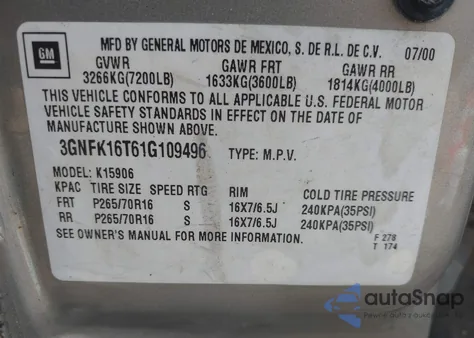 GM
MFD BY GENERAL MOTORS DE MEXICO, S. DE R.L. DE C.V. 07/00
GVWR GAWR FRT GAWR RR
3266KG(7200LB) 1633KG(3600LB) 1814KG(4000LB)
THIS VEHICLE CONFORMS TO ALL APPLICABLE U.S. FEDERAL MOTOR
VEHICLE SAFETY STANDARDS IN EFFECT ON THE DATE OF
MANUFACTURE SHOWN ABOVE.
3GNFK16T61G109496 TYPE: M.P.V.
MODEL: K15906
KPAC TIRE SIZE SPEED RTG RIM COLD TIRE PRESSURE
FRT P265/70R16 S 16X7/6.5J 240KPA(35PSI)
RR P265/70R16 S 16X7/6.5J 240KPA(35PSI)
SEE OWNER'S MANUAL FOR MORE INFORMATION.
F 278
T 174
autoSnap